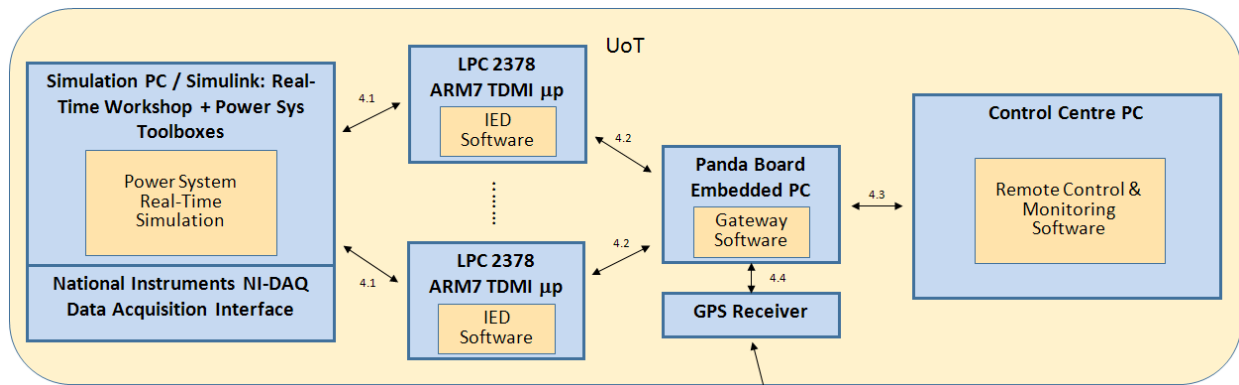 UoT
Simulation PC / Simulink: Real-
Time Workshop + Power Sys
Toolboxes
Power System
Real-Time
Simulation
National Instruments NI-DAQ
Data Acquisition Interface
4.1
4.1
LPC 2378
ARM7 TDMI µp
IED
Software
........
LPC 2378
ARM7 TDMI µp
IED
Software
4.2
4.2
Panda Board
Embedded PC
Gateway
Software
4.4
GPS Receiver
4.3
Control Centre PC
Remote Control &
Monitoring
Software